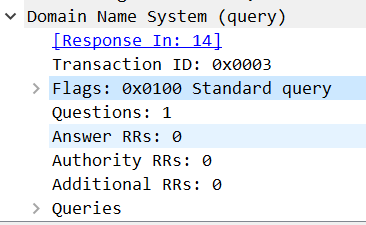 Domain Name System (query)
[Response In: 14]
Transaction ID: 0x0003
Flags: 0x0100 Standard query
Questions: 1
Answer RRs: 0
Authority RRs: 0
Additional RRs: 0
Queries